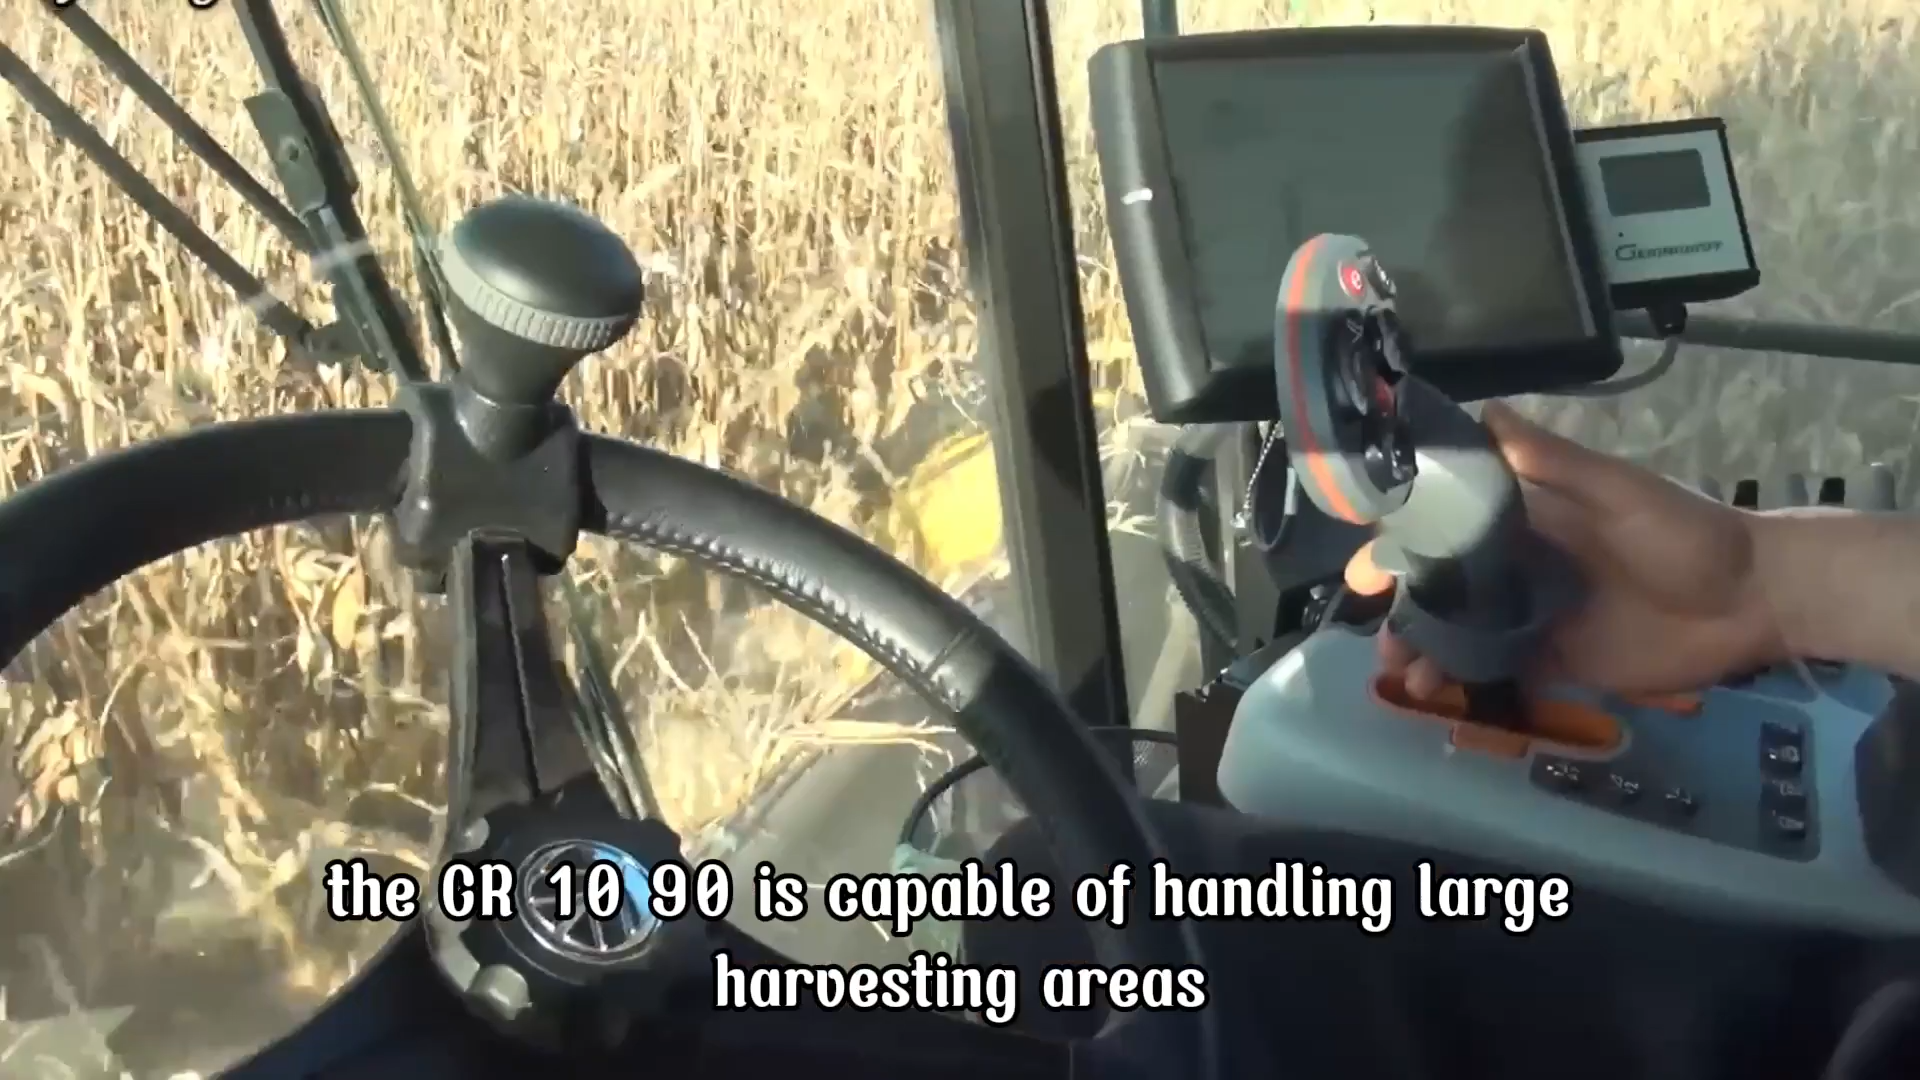 the CR 10 90 is capable of handling large
harvesting areas